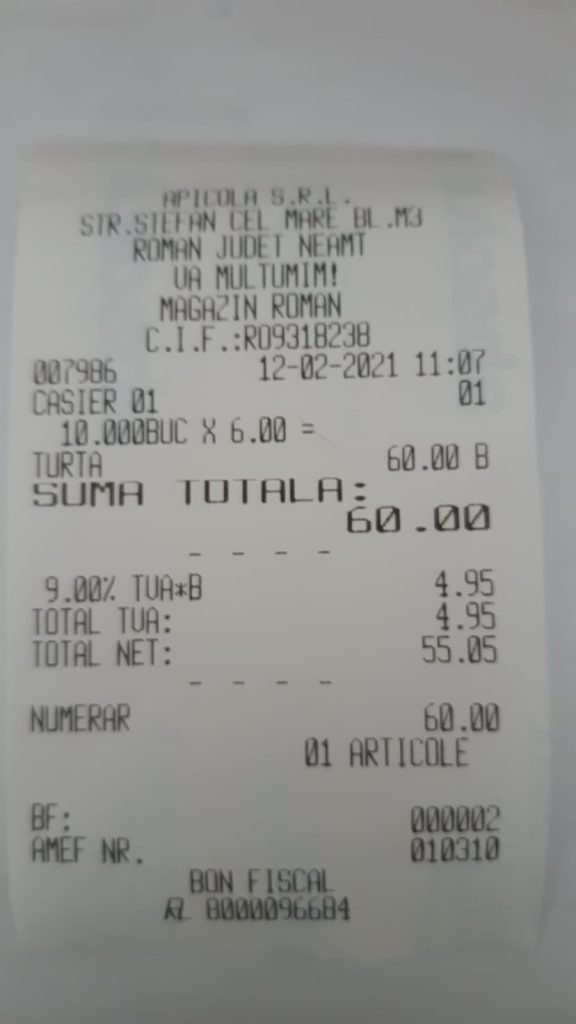 APICOLA S.R.L.
STR.STEFAN CEL MARE BL.M3
ROMAN JUDET NEAMT
VA MULTUMIM!
MAGAZIN ROMAN
C.I.F.:RO9318238
007986 12-02-2021 11:07
CASIER 01 01
10.000BUC X 6.00 =
TURTA 60.00 B
SUMA TOTALA:
60.00
- - - -
9.00% TVA*B 4.95
TOTAL TVA: 4.95
TOTAL NET: 55.05
- - - -
NUMERAR 60.00
01 ARTICOLE
BF: 000002
AMEF NR. 010310
BON FISCAL
8000096684